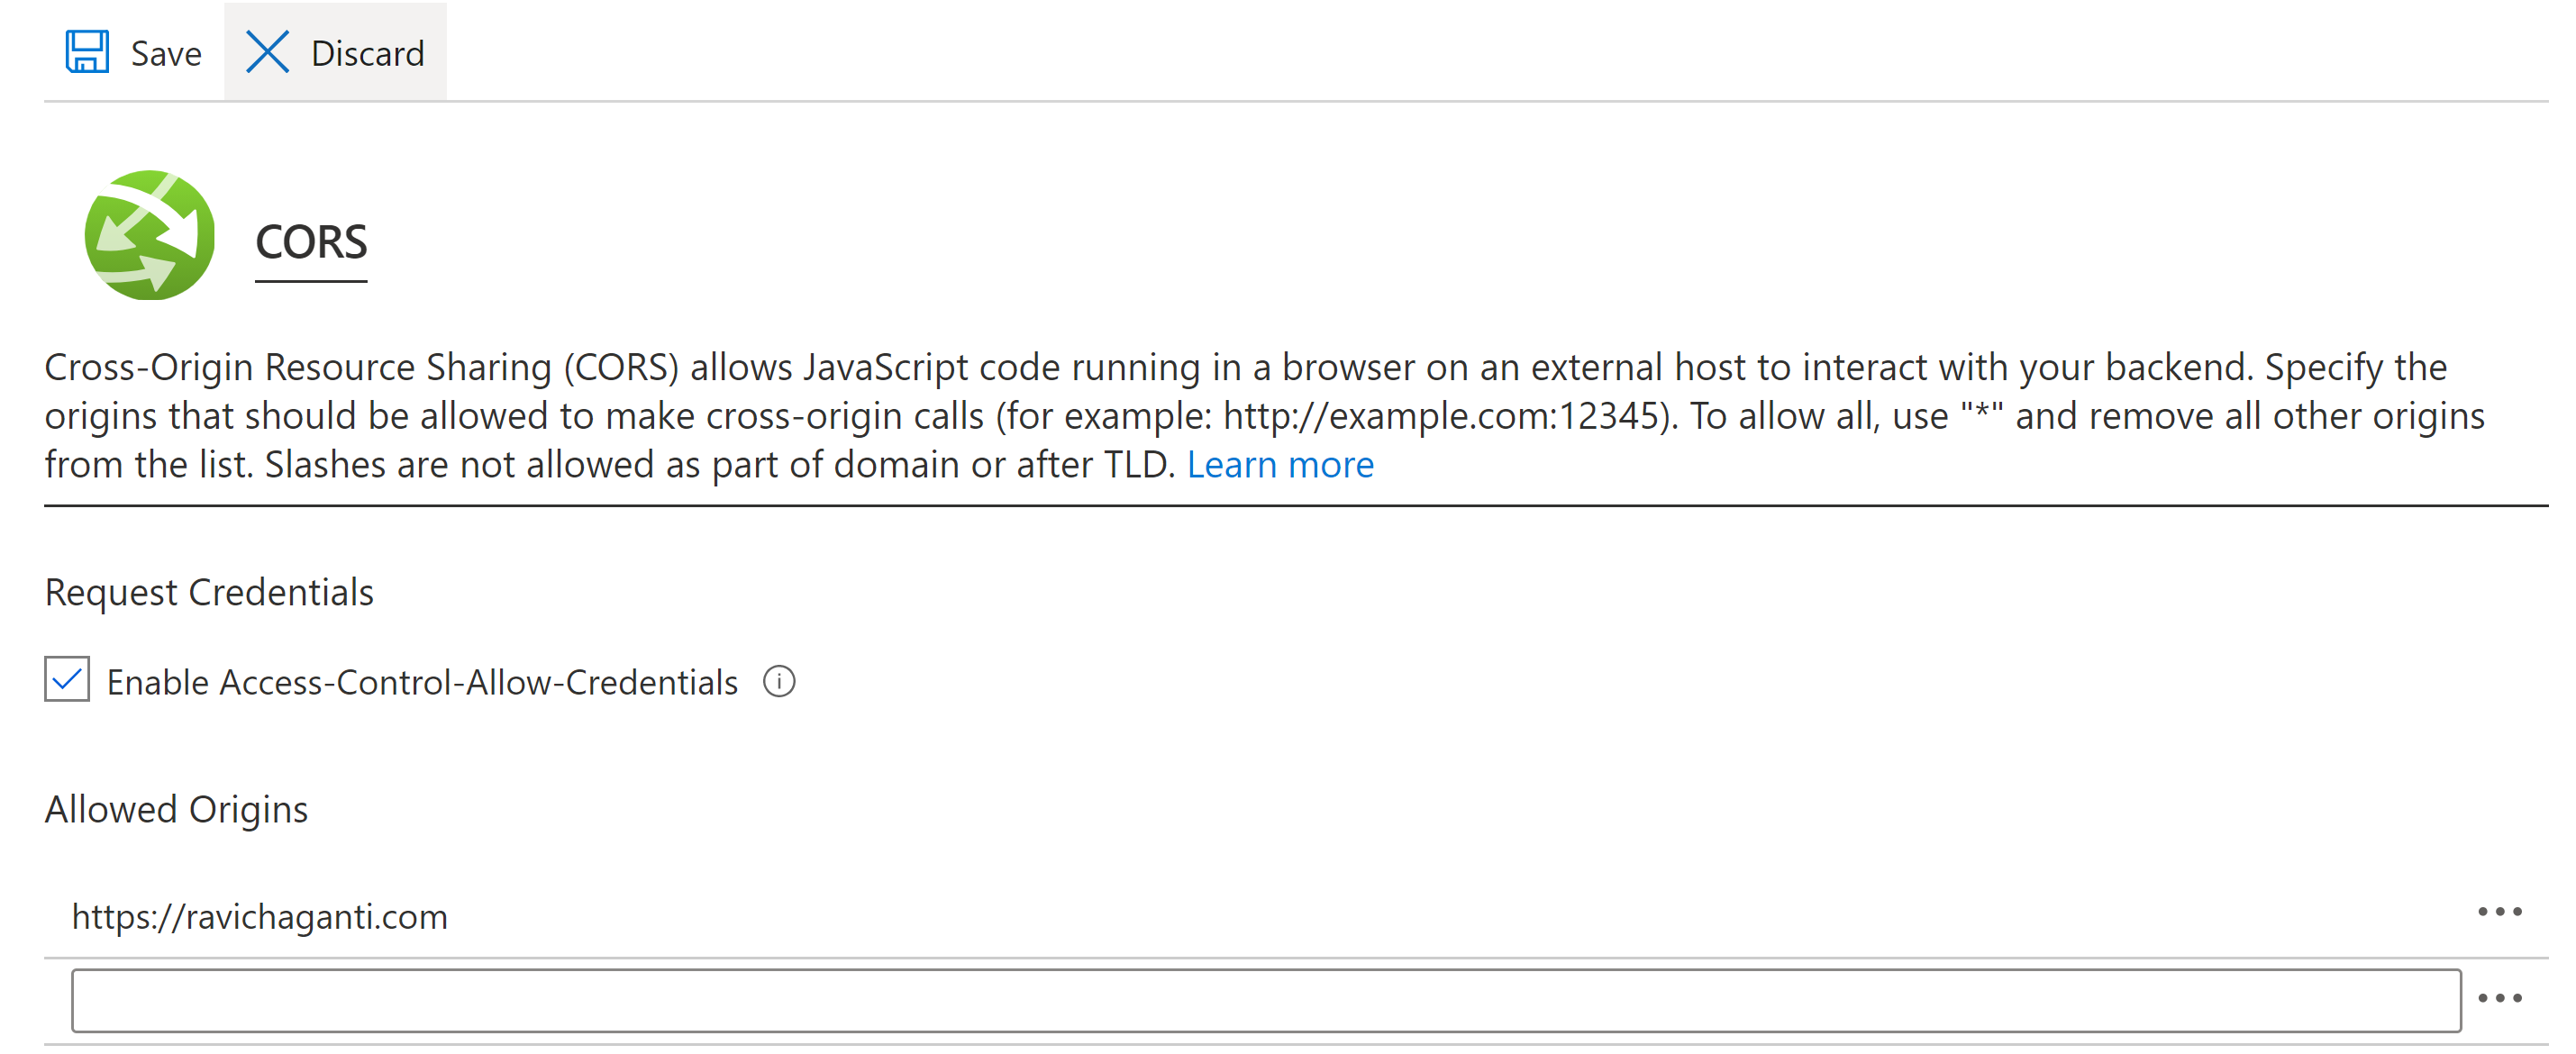 Save Discard
CORS
Cross-Origin Resource Sharing (CORS) allows JavaScript code running in a browser on an external host to interact with your backend. Specify the
origins that should be allowed to make cross-origin calls (for example: http://example.com:12345). To allow all, use "*" and remove all other origins
from the list. Slashes are not allowed as part of domain or after TLD. Learn more
Request Credentials
Enable Access-Control-Allow-Credentials
Allowed Origins
https://ravichaganti.com